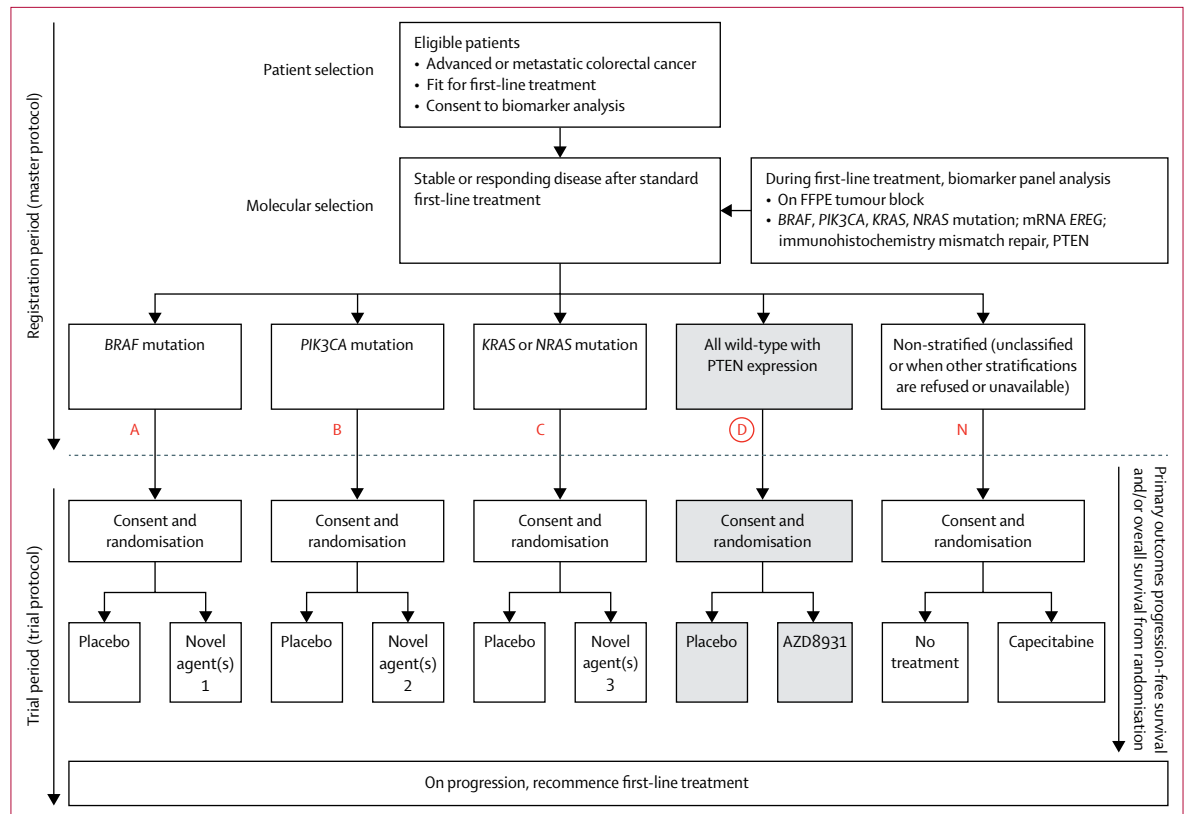 Registration period (master protocol)
Patient selection
Eligible patients
• Advanced or metastatic colorectal cancer
• Fit for first-line treatment
• Consent to biomarker analysis
Molecular selection
Stable or responding disease after standard
first-line treatment
During first-line treatment, biomarker panel analysis
• On FFPE tumour block
• BRAF, PIK3CA, KRAS, NRAS mutation; mRNA EREG;
immunohistochemistry mismatch repair, PTEN
BRAF mutation
PIK3CA mutation
KRAS or NRAS mutation
All wild-type with
PTEN expression
Non-stratified (unclassified
or when other stratifications
are refused or unavailable)
A
B
C
D
N
Trial period (trial protocol)
Consent and
randomisation
Consent and
randomisation
Consent and
randomisation
Consent and
randomisation
Consent and
randomisation
Placebo
Novel
agent(s)
1
Placebo
Novel
agent(s)
2
Placebo
Novel
agent(s)
3
Placebo
AZD8931
No
treatment
Capecitabine
Primary outcomes progression-free survival
and/or overall survival from randomisation
On progression, recommence first-line treatment